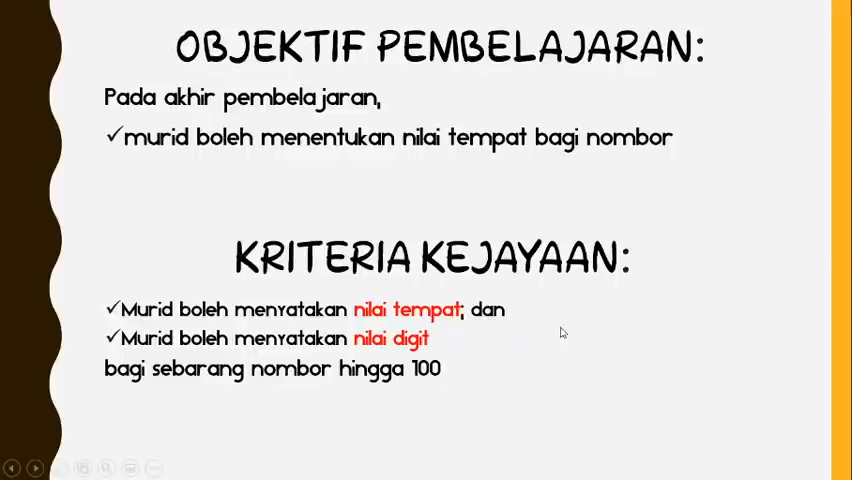 OBJEKTIF PEMBELAJARAN:
Pada akhir pembelajaran,
✓murid boleh menentukan nilai tempat bagi nombor
KRITERIA KEJAYAAN:
✓Murid boleh menyatakan nilai tempat; dan
✓Murid boleh menyatakan nilai digit
bagi sebarang nombor hingga 100